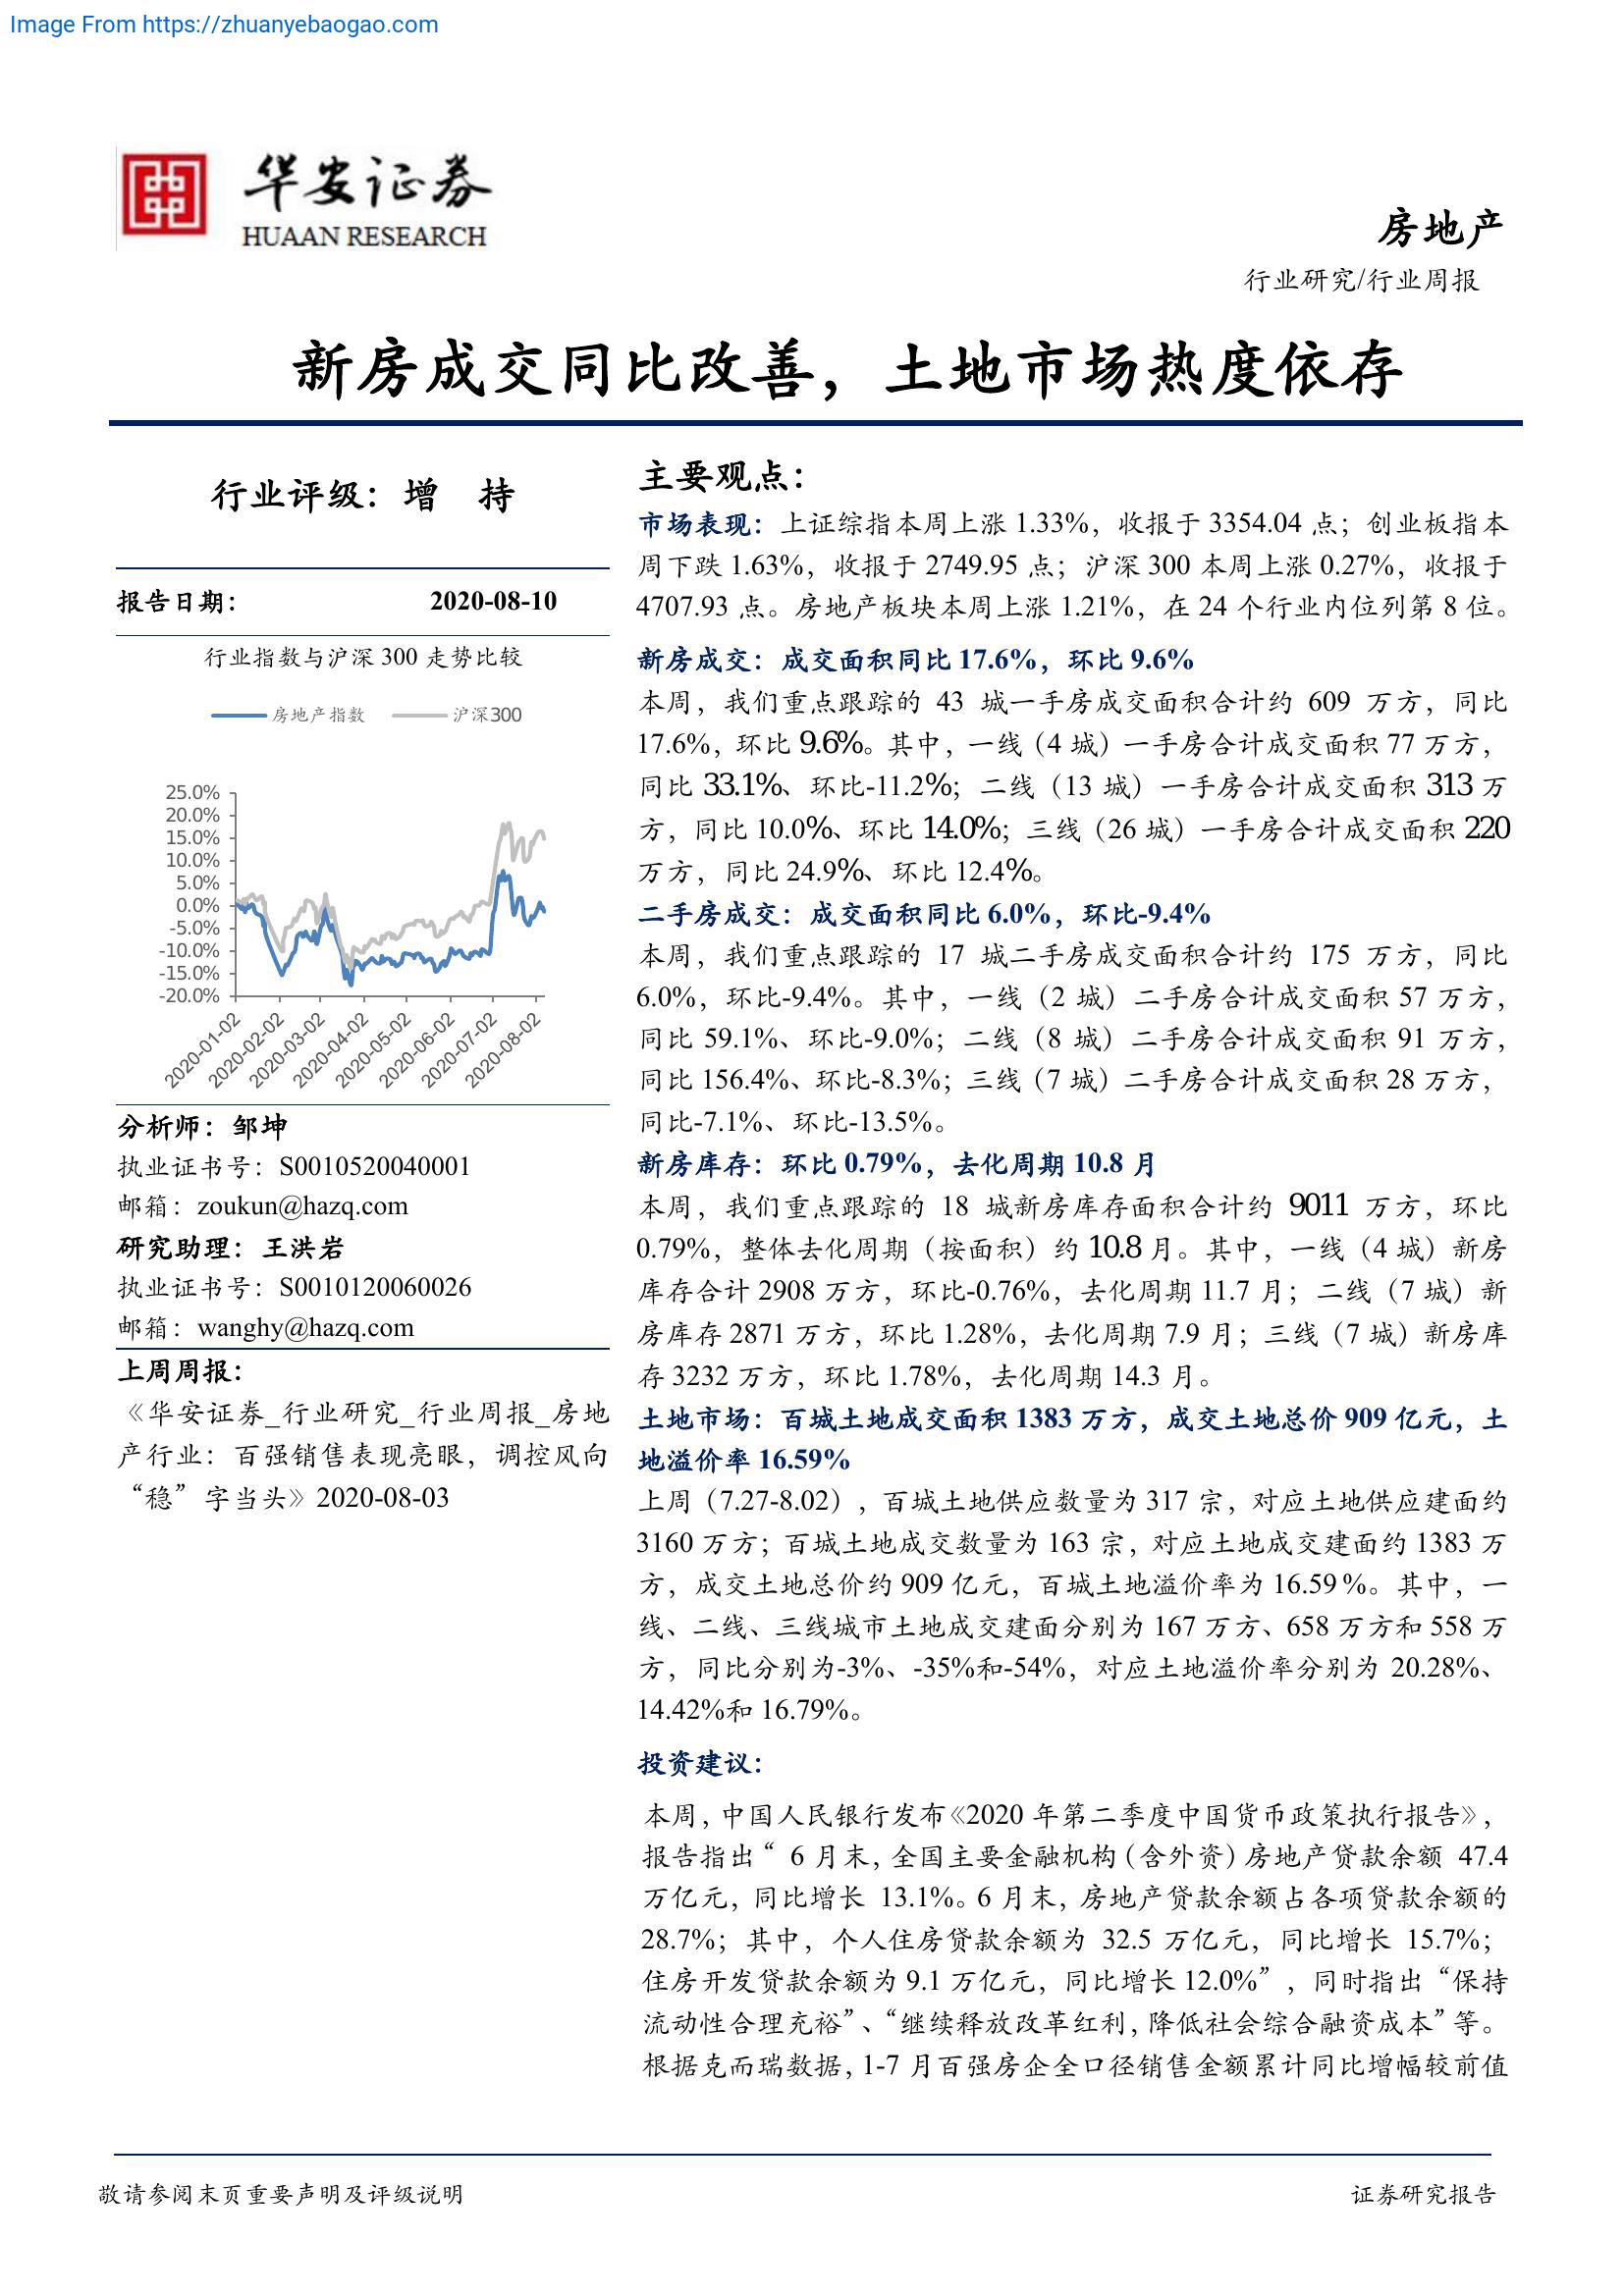 Image From https://zhuanyebaogao.com
华安证券
HUAAN RESEARCH
房地产
行业研究/行业周报
新房成交同比改善，土地市场热度依存
行业评级：增 持
报告日期： 2020-08-10
行业指数与沪深 300 走势比较
房地产指数 沪深300
25.0%
20.0%
15.0%
10.0%
5.0%
0.0%
-5.0%
-10.0%
-15.0%
-20.0%
2020-01-02
2020-02-02
2020-03-02
2020-04-02
2020-05-02
2020-06-02
2020-07-02
2020-08-02
分析师：邹坤
执业证书号：S0010520040001
邮箱：zoukun@hazq.com
研究助理：王洪岩
执业证书号：S0010120060026
邮箱：wanghy@hazq.com
上周周报：
《华安证券_行业研究_行业周报_房地
产行业：百强销售表现亮眼，调控风向
“稳”字当头》2020-08-03
主要观点：
市场表现：上证综指本周上涨 1.33%，收报于 3354.04 点；创业板指本
周下跌 1.63%，收报于 2749.95 点；沪深 300 本周上涨 0.27%，收报于
4707.93 点。房地产板块本周上涨 1.21%，在 24 个行业内位列第 8 位。
新房成交：成交面积同比 17.6%，环比 9.6%
本周，我们重点跟踪的 43 城一手房成交面积合计约 609 万方，同比
17.6%，环比 9.6%。其中，一线（4 城）一手房合计成交面积 77 万方，
同比 33.1%、环比-11.2%；二线（13 城）一手房合计成交面积 313 万
方，同比 10.0%、环比 14.0%；三线（26 城）一手房合计成交面积 220
万方，同比 24.9%、环比 12.4%。
二手房成交：成交面积同比 6.0%，环比-9.4%
本周，我们重点跟踪的 17 城二手房成交面积合计约 175 万方，同比
6.0%，环比-9.4%。其中，一线（2 城）二手房合计成交面积 57 万方，
同比 59.1%、环比-9.0%；二线（8 城）二手房合计成交面积 91 万方，
同比 156.4%、环比-8.3%；三线（7 城）二手房合计成交面积 28 万方，
同比-7.1%、环比-13.5%。
新房库存：环比 0.79%，去化周期 10.8 月
本周，我们重点跟踪的 18 城新房库存面积合计约 9011 万方，环比
0.79%，整体去化周期（按面积）约 10.8 月。其中，一线（4 城）新房
库存合计 2908 万方，环比-0.76%，去化周期 11.7 月；二线（7 城）新
房库存 2871 万方，环比 1.28%，去化周期 7.9 月；三线（7 城）新房库
存 3232 万方，环比 1.78%，去化周期 14.3 月。
土地市场：百城土地成交面积 1383 万方，成交土地总价 909 亿元，土
地溢价率 16.59%
上周（7.27-8.02），百城土地供应数量为 317 宗，对应土地供应建面约
3160 万方；百城土地成交数量为 163 宗，对应土地成交建面约 1383 万
方，成交土地总价约 909 亿元，百城土地溢价率为 16.59%。其中，一
线、二线、三线城市土地成交建面分别为 167 万方、658 万方和 558 万
方，同比分别为-3%、-35%和-54%，对应土地溢价率分别为 20.28%、
14.42%和 16.79%。
投资建议：
本周，中国人民银行发布《2020 年第二季度中国货币政策执行报告》，
报告指出“ 6 月末，全国主要金融机构（含外资）房地产贷款余额 47.4
万亿元，同比增长 13.1%。6 月末，房地产贷款余额占各项贷款余额的
28.7%；其中，个人住房贷款余额为 32.5 万亿元，同比增长 15.7%；
住房开发贷款余额为 9.1 万亿元，同比增长 12.0%”，同时指出“保持
流动性合理充裕”、“继续释放改革红利，降低社会综合融资成本”等。
根据克而瑞数据，1-7 月百强房企全口径销售金额累计同比增幅较前值
敬请参阅末页重要声明及评级说明
证券研究报告